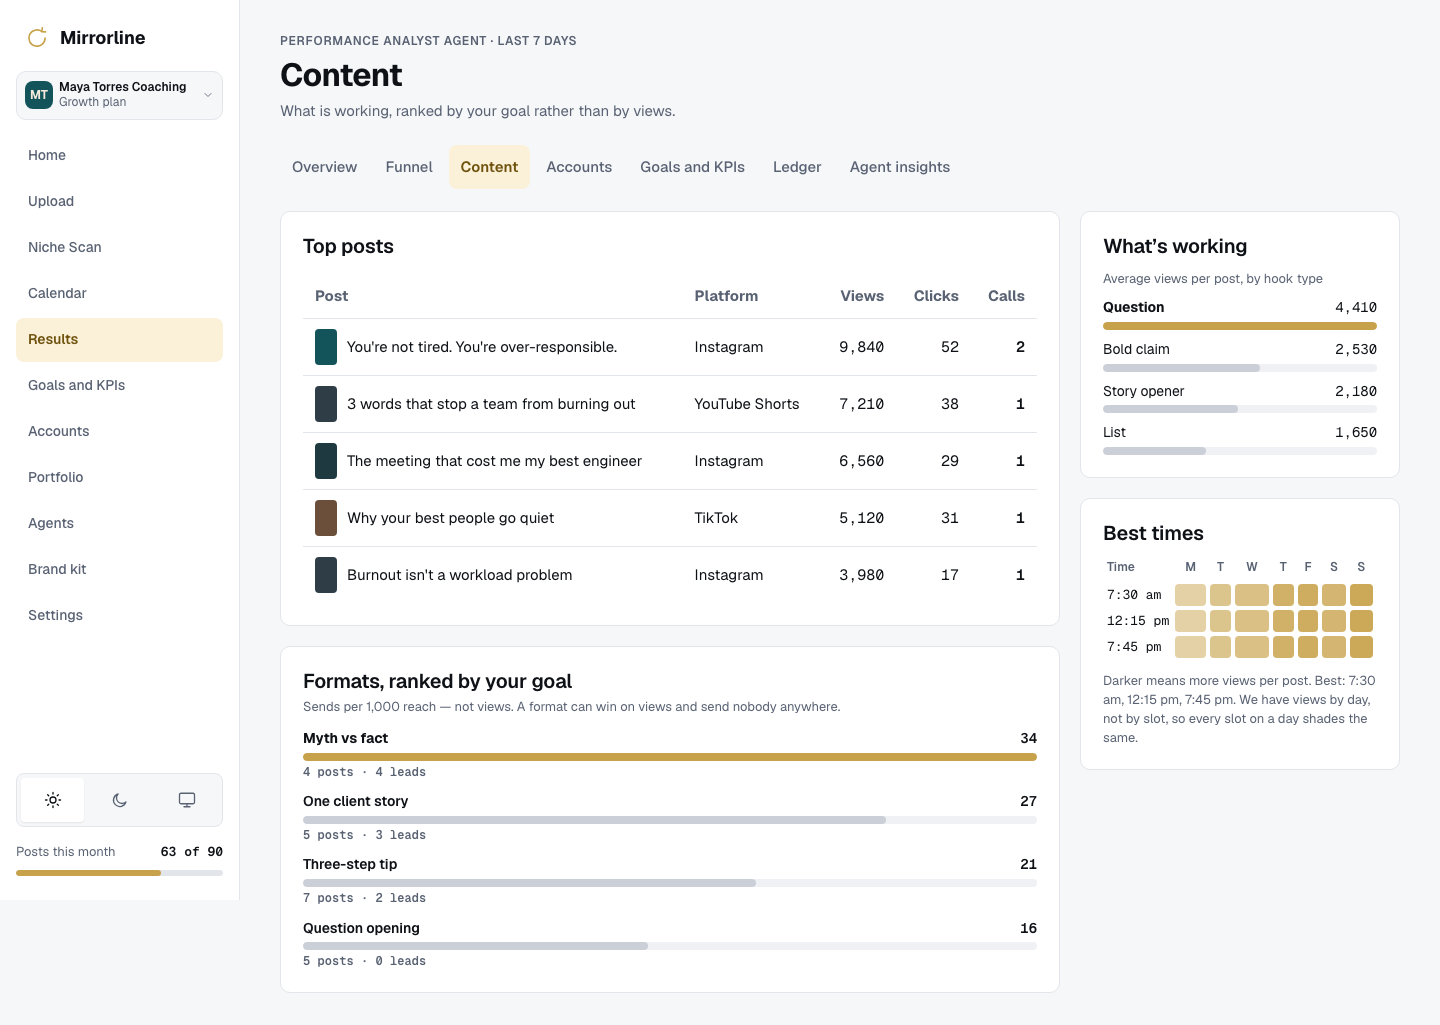 Mirrorline
MT
Maya Torres Coaching
Growth plan
Home
Upload
Niche Scan
Calendar
Results
Goals and KPIs
Accounts
Portfolio
Agents
Brand kit
Settings
Posts this month 63 of 90
PERFORMANCE ANALYST AGENT · LAST 7 DAYS
Content
What is working, ranked by your goal rather than by views.
Overview Funnel Content Accounts Goals and KPIs Ledger Agent insights
Top posts
Post Platform Views Clicks Calls
You're not tired. You're over-responsible. Instagram 9,840 52 2
3 words that stop a team from burning out YouTube Shorts 7,210 38 1
The meeting that cost me my best engineer Instagram 6,560 29 1
Why your best people go quiet TikTok 5,120 31 1
Burnout isn't a workload problem Instagram 3,980 17 1
Formats, ranked by your goal
Sends per 1,000 reach — not views. A format can win on views and send nobody anywhere.
Myth vs fact 34
4 posts · 4 leads
One client story 27
5 posts · 3 leads
Three-step tip 21
7 posts · 2 leads
Question opening 16
5 posts · 0 leads
What’s working
Average views per post, by hook type
Question 4,410
Bold claim 2,530
Story opener 2,180
List 1,650
Best times
Time M T W T F S S
7:30 am
12:15 pm
7:45 pm
Darker means more views per post. Best: 7:30
am, 12:15 pm, 7:45 pm. We have views by day,
not by slot, so every slot on a day shades the
same.